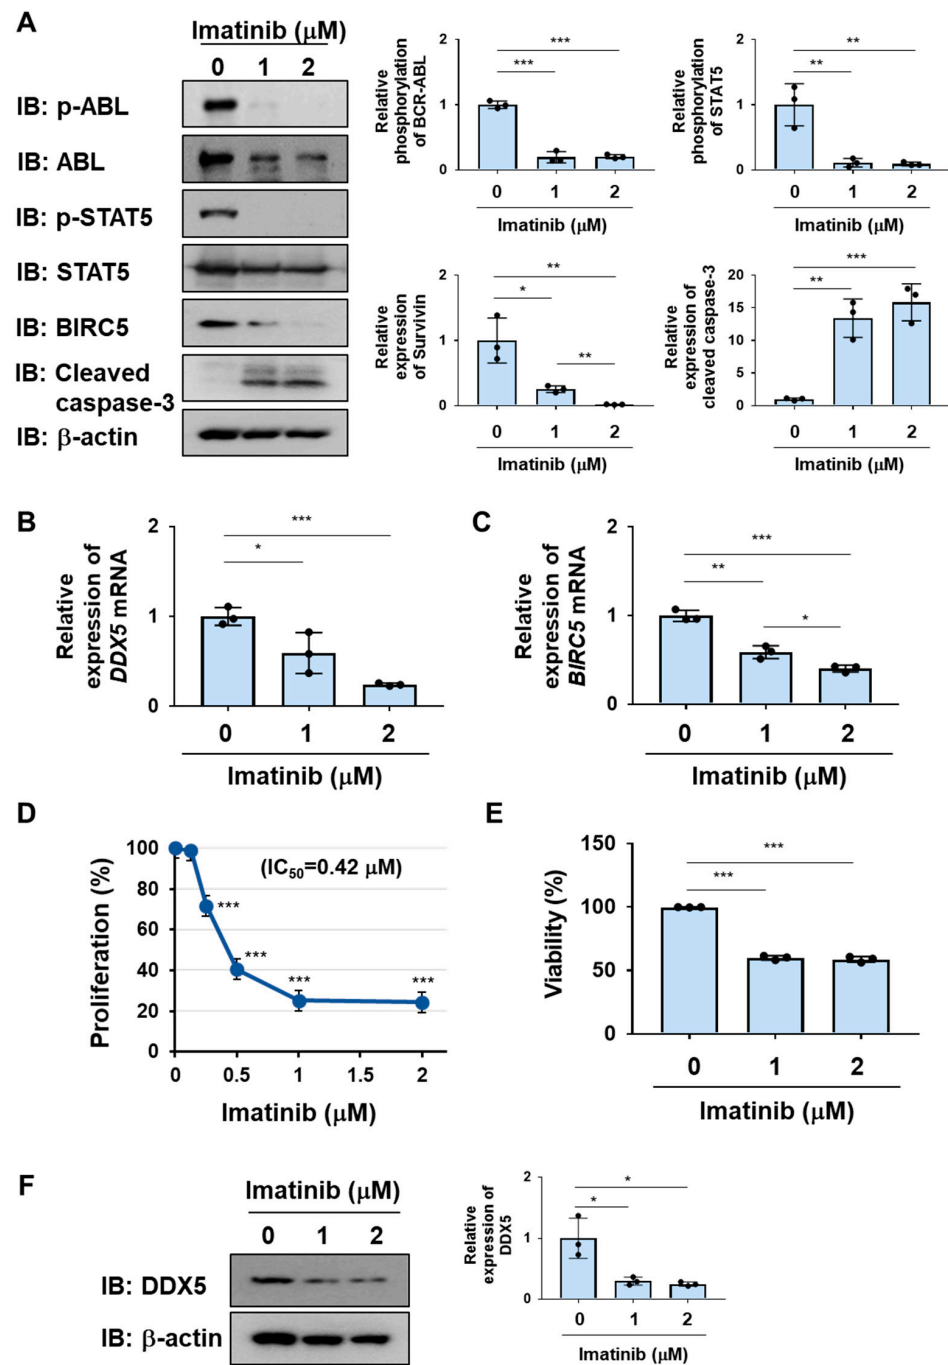 A
Imatinib (μM)
0 1 2
IB: p-ABL
IB: ABL
IB: p-STAT5
IB: STAT5
IB: BIRC5
IB: Cleaved
caspase-3
IB: β-actin
Relative
phosphorylation
of BCR-ABL
2
1
0
***
***
0 1 2
Imatinib (μM)
Relative
phosphorylation
of STAT5
2
1
0
**
**
0 1 2
Imatinib (μM)
Relative
expression
of Survivin
2
1
0
**
*
**
0 1 2
Imatinib (μM)
Relative
expression of
cleaved caspase-3
20
15
10
5
0
***
**
0 1 2
Imatinib (μM)
B
Relative
expression of
DDX5 mRNA
2
1
0
***
*
0 1 2
Imatinib (μM)
C
Relative
expression of
BIRC5 mRNA
2
1
0
***
**
*
0 1 2
Imatinib (μM)
D
Proliferation (%)
100
80
60
40
20
0
(IC50=0.42 μM)
***
***
***
***
0 0.5 1 1.5 2
Imatinib (μM)
E
Viability (%)
150
100
50
0
***
***
0 1 2
Imatinib (μM)
F
Imatinib (μM)
0 1 2
IB: DDX5
IB: β-actin
Relative
expression of
DDX5
2
1
0
*
*
0 1 2
Imatinib (μM)